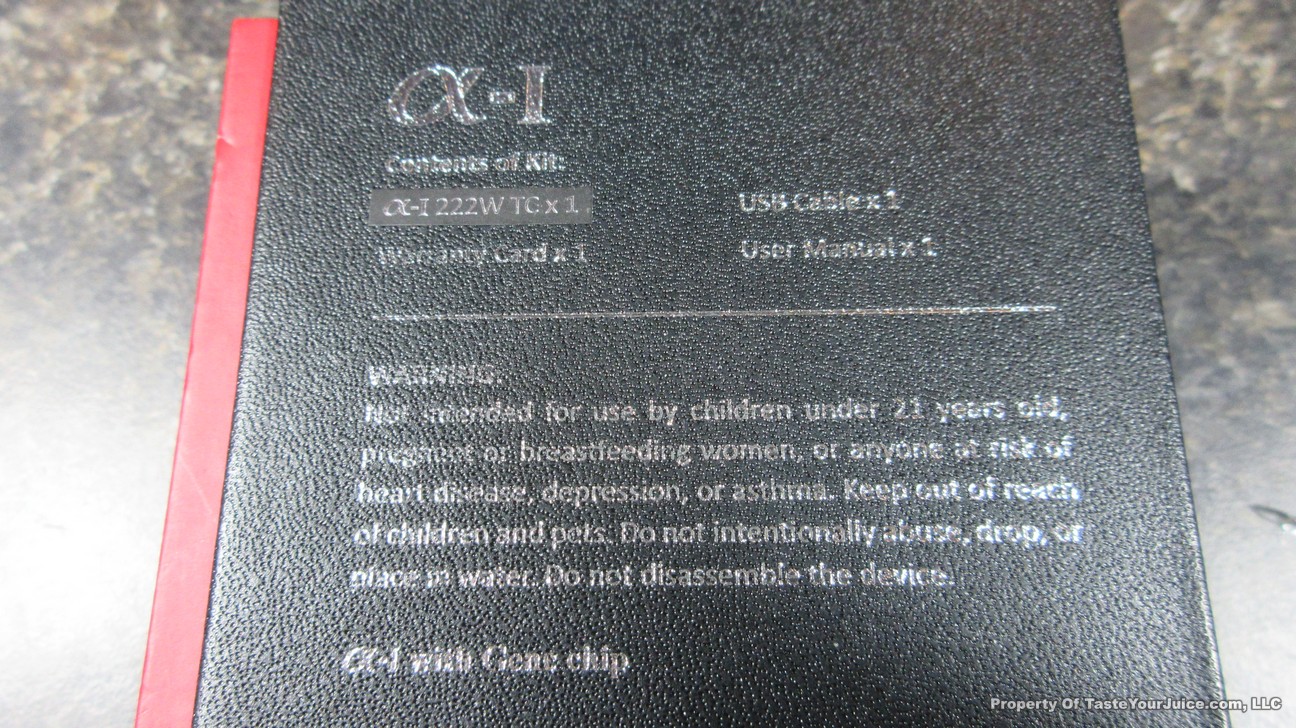 α-I
Contents of Kit:
α-I 222W TC x 1
USB Cable x 1
Warranty card x 1
User Manual x 1
WARNING:
Not intended for use by children under 21 years old,
pregnant or breastfeeding women, or anyone at risk of
heart disease, depression, or asthma. Keep out of reach
of children and pets. Do not intentionally abuse, drop, or
place in water. Do not disassemble the device.
α-I with Gene chip
Property Of TasteYourJuice.com, LLC